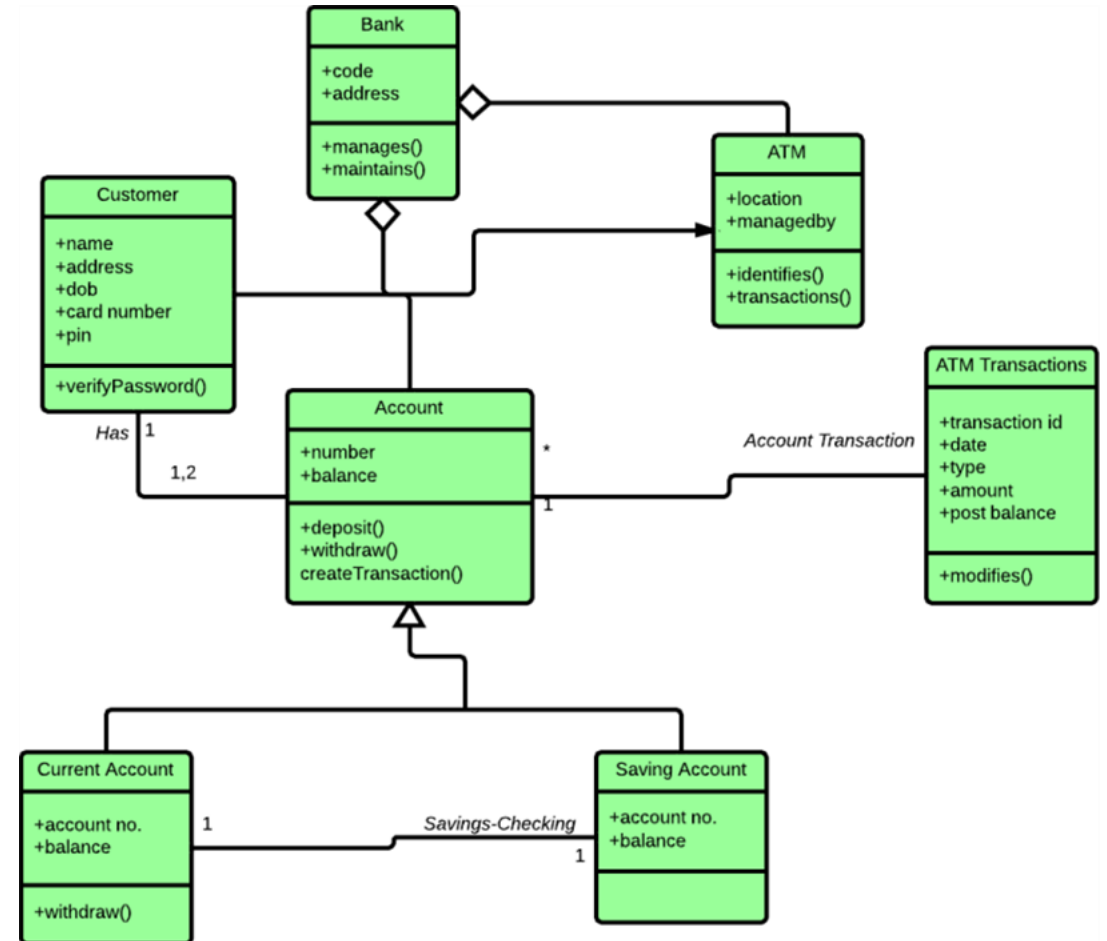 Bank
+code
+address
+manages()
+maintains()
ATM
+location
+managedby
+identifies()
+transactions()
Customer
+name
+address
+dob
+card number
+pin
+verifyPassword()
Has
1
1,2
Account
+number
+balance
+deposit()
+withdraw()
createTransaction()
*
1
Account Transaction
ATM Transactions
+transaction id
+date
+type
+amount
+post balance
+modifies()
Current Account
+account no.
+balance
+withdraw()
1
Savings-Checking
1
Saving Account
+account no.
+balance